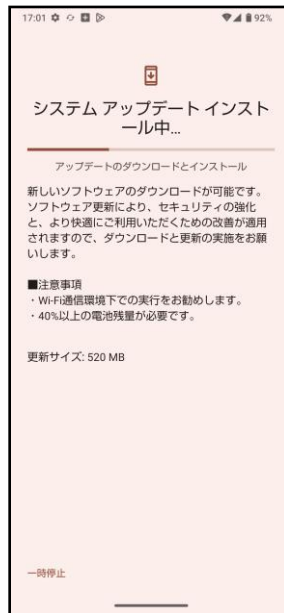 17:01 92%
システム アップデート インスト
ール中...
アップデートのダウンロードとインストール
新しいソフトウェアのダウンロードが可能です。
ソフトウェア更新により、セキュリティの強化
と、より快適にご利用いただくための改善が適用
されますので、ダウンロードと更新の実施をお願
いします。
■注意事項
・Wi-Fi通信環境下での実行をお勧めします。
・40%以上の電池残量が必要です。
更新サイズ: 520 MB
一時停止